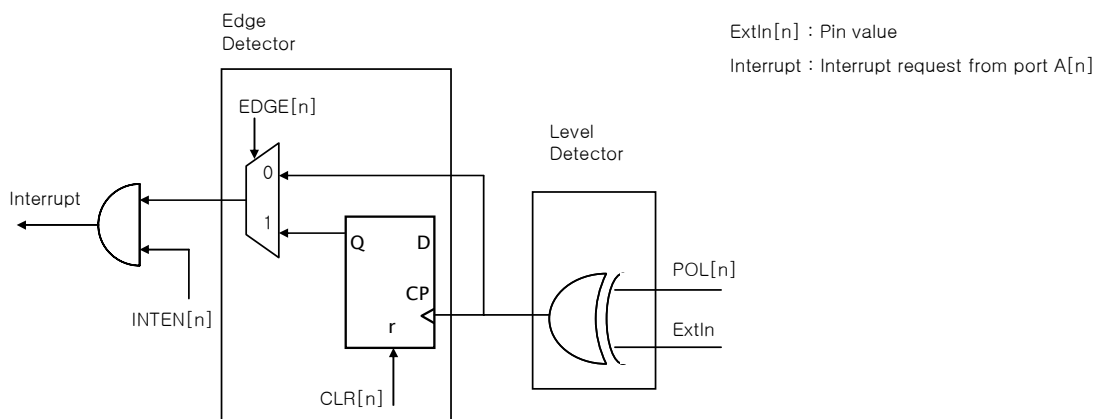 Edge
Detector
ExtIn[n] : Pin value
Interrupt : Interrupt request from port A[n]
EDGE[n]
Level
Detector
0
Interrupt
1
Q
D
POL[n]
CP
INTEN[n]
r
ExtIn
CLR[n]